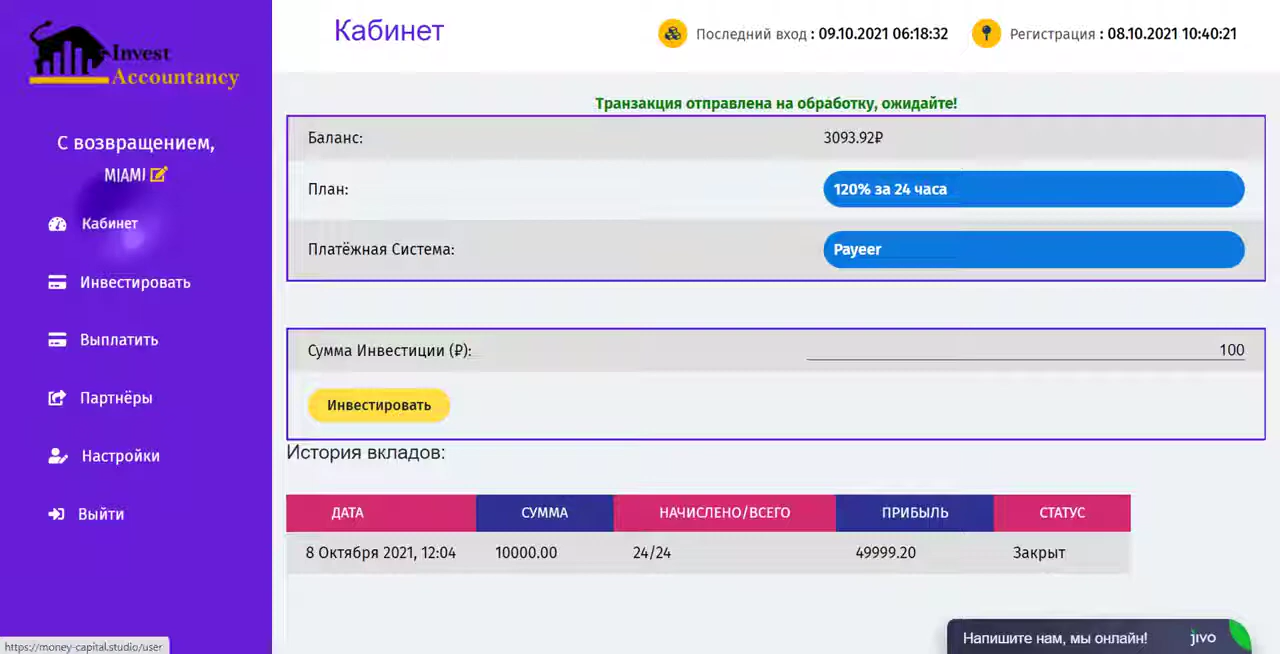 Invest
Accountancy
С возвращением,
MIAMI
Кабинет
Инвестировать
Выплатить
Партнёры
Настройки
Выйти
https://money-capital.studio/user
Кабинет
Последний вход : 09.10.2021 06:18:32
Регистрация : 08.10.2021 10:40:21
Транзакция отправлена на обработку, ожидайте!
Баланс: 3093.92₽
План: 120% за 24 часа
Платёжная Система: Payeer
Сумма Инвестиции (₽): 100
Инвестировать
История вкладов:
ДАТА СУММА НАЧИСЛЕНО/ВСЕГО ПРИБЫЛЬ СТАТУС
8 Октября 2021, 12:04 10000.00 24/24 49999.20 Закрыт
Напишите нам, мы онлайн! jivo